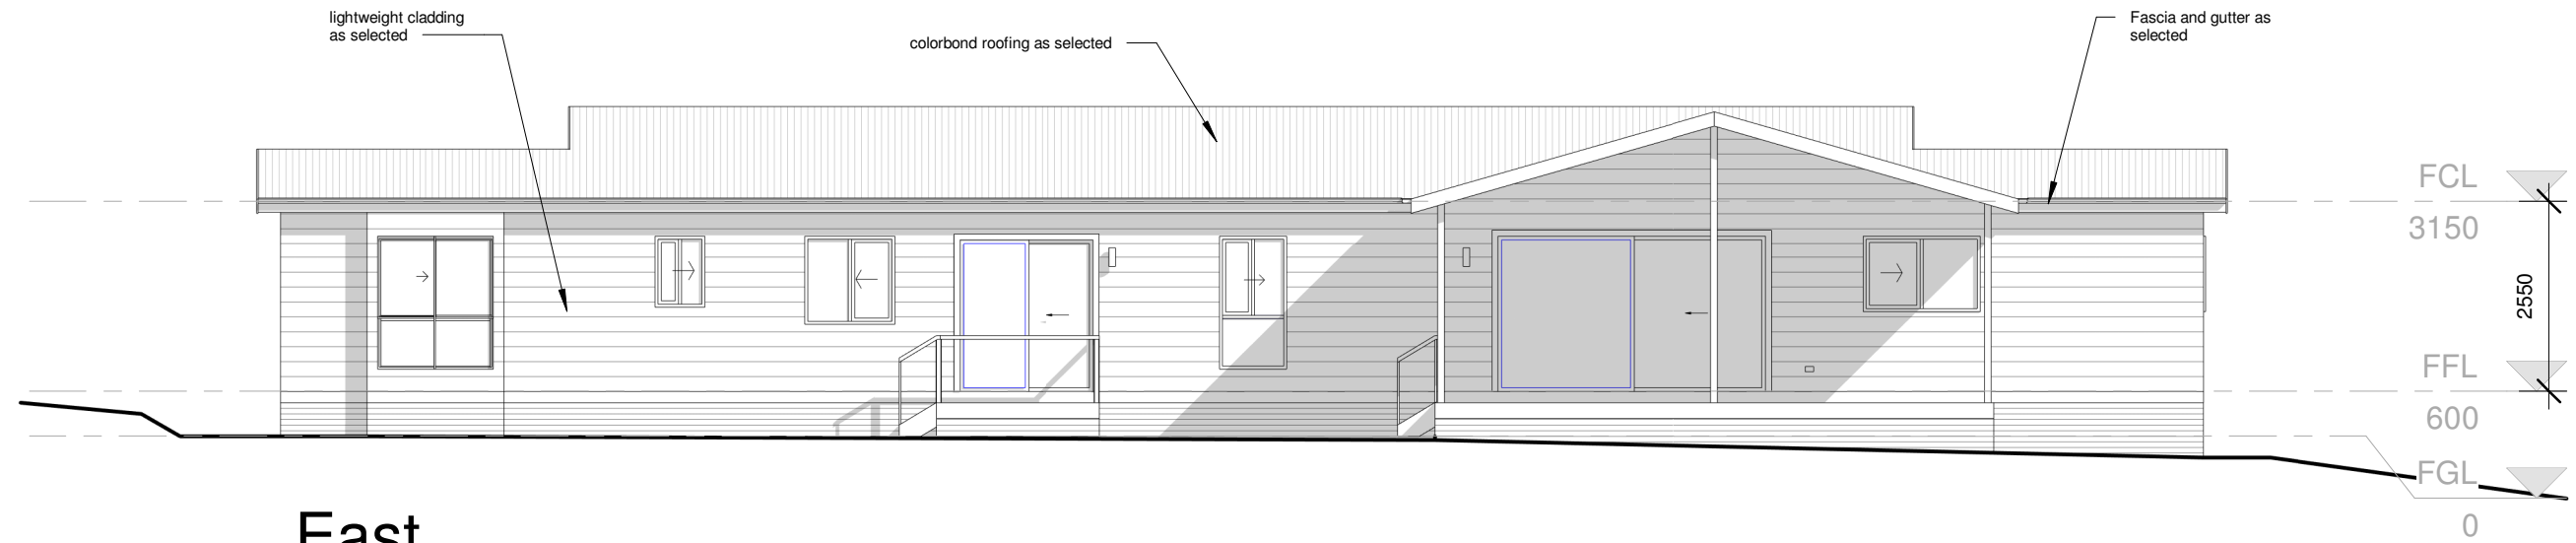 lightweight cladding
as selected
colorbond roofing as selected
Fascia and gutter as
selected
FCL
3150
2550
FFL
600
FGL
0
East